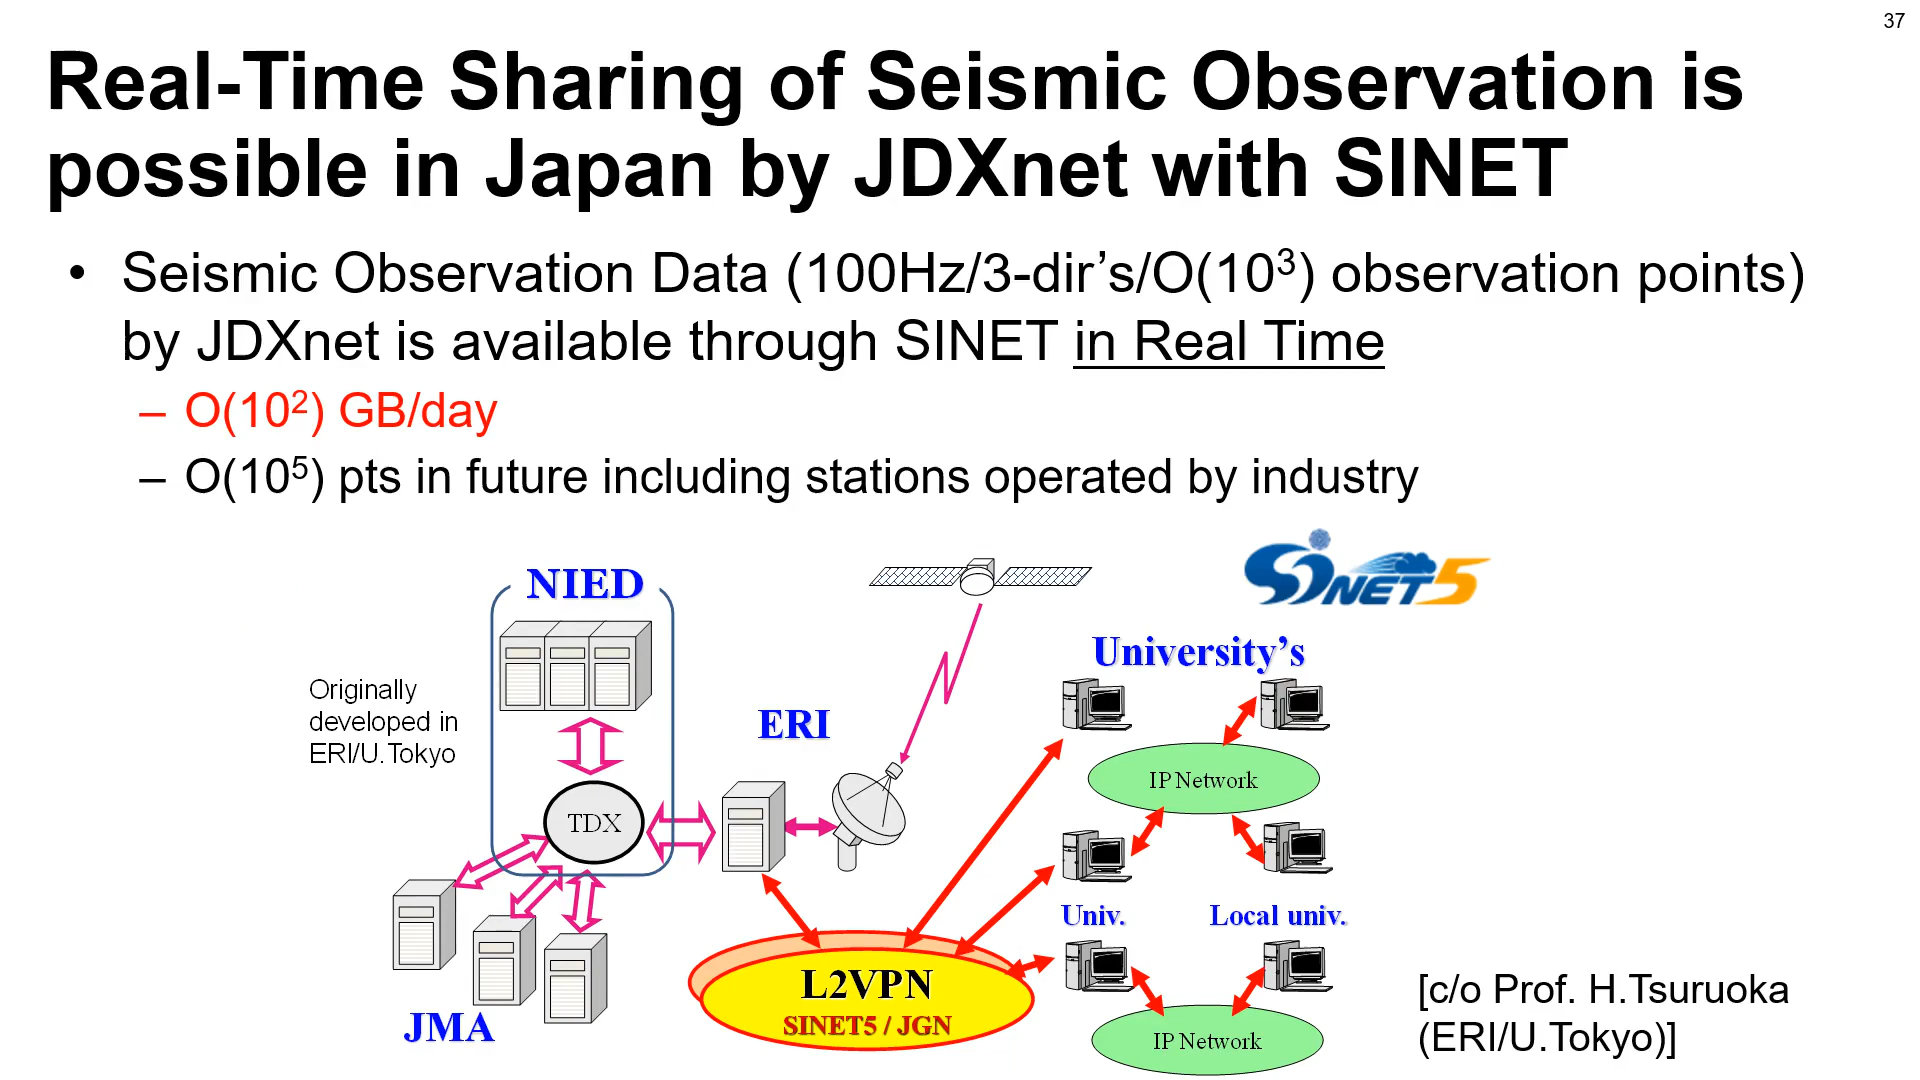 37
Real-Time Sharing of Seismic Observation is
possible in Japan by JDXnet with SINET
• Seismic Observation Data (100Hz/3-dir’s/O(10³) observation points)
by JDXnet is available through SINET in Real Time
– O(10²) GB/day
– O(10⁵) pts in future including stations operated by industry
SINET5
NIED
University’s
Originally
developed in
ERI/U.Tokyo
ERI
IP Network
TDX
Univ.
Local univ.
L2VPN
SINET5 / JGN
JMA
IP Network
[c/o Prof. H.Tsuruoka
(ERI/U.Tokyo)]